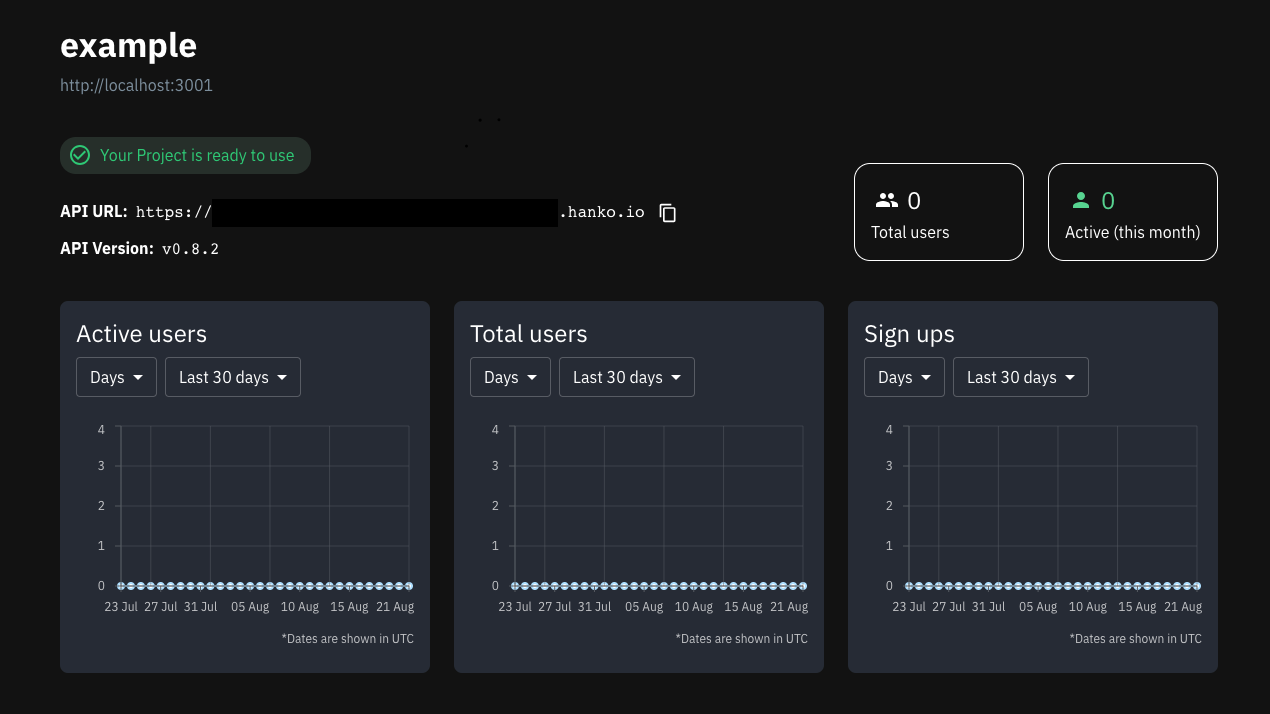 example
http://localhost:3001
Your Project is ready to use
API URL: https:// .hanko.io
API Version: v0.8.2
0
Total users
0
Active (this month)
Active users
Days Last 30 days
4
3
2
1
0
23 Jul 27 Jul 31 Jul 05 Aug 10 Aug 15 Aug 21 Aug
*Dates are shown in UTC
Total users
Days Last 30 days
4
3
2
1
0
23 Jul 27 Jul 31 Jul 05 Aug 10 Aug 15 Aug 21 Aug
*Dates are shown in UTC
Sign ups
Days Last 30 days
4
3
2
1
0
23 Jul 27 Jul 31 Jul 05 Aug 10 Aug 15 Aug 21 Aug
*Dates are shown in UTC